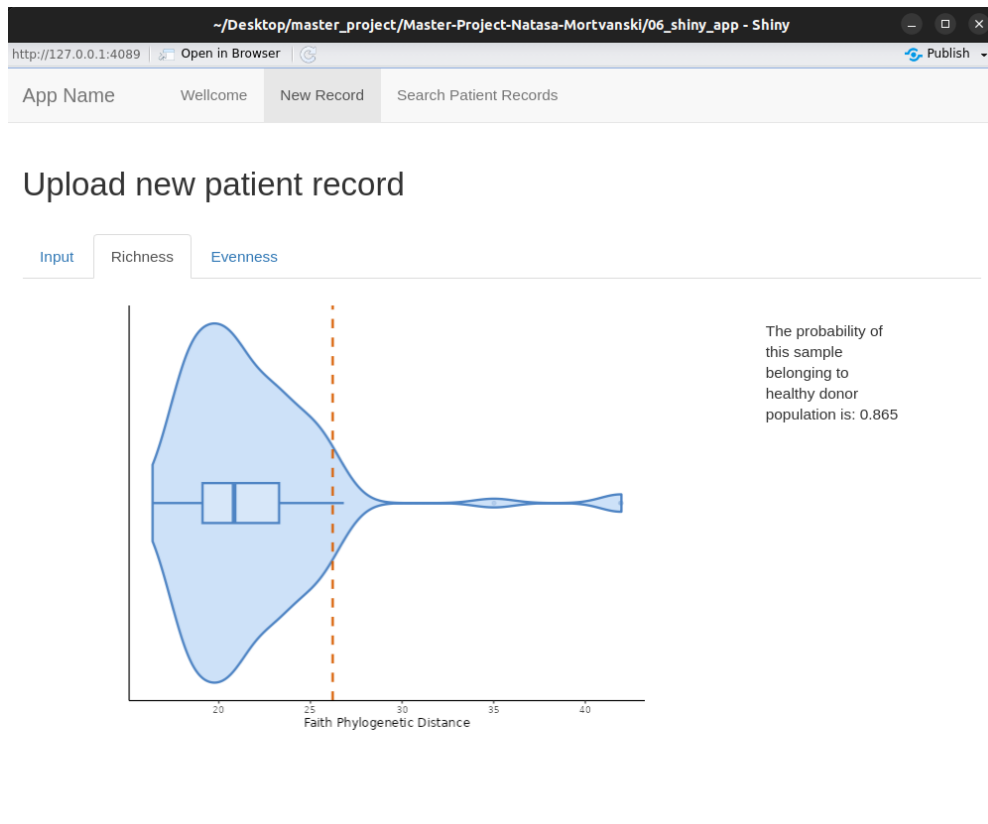 ~/Desktop/master_project/Master-Project-Natasa-Mortvanski/06_shiny_app - Shiny
http://127.0.0.1:4089 Open in Browser Publish
App Name Wellcome New Record Search Patient Records
Upload new patient record
Input Richness Evenness
The probability of
this sample
belonging to
healthy donor
population is: 0.865
20 25 30 35 40
Faith Phylogenetic Distance